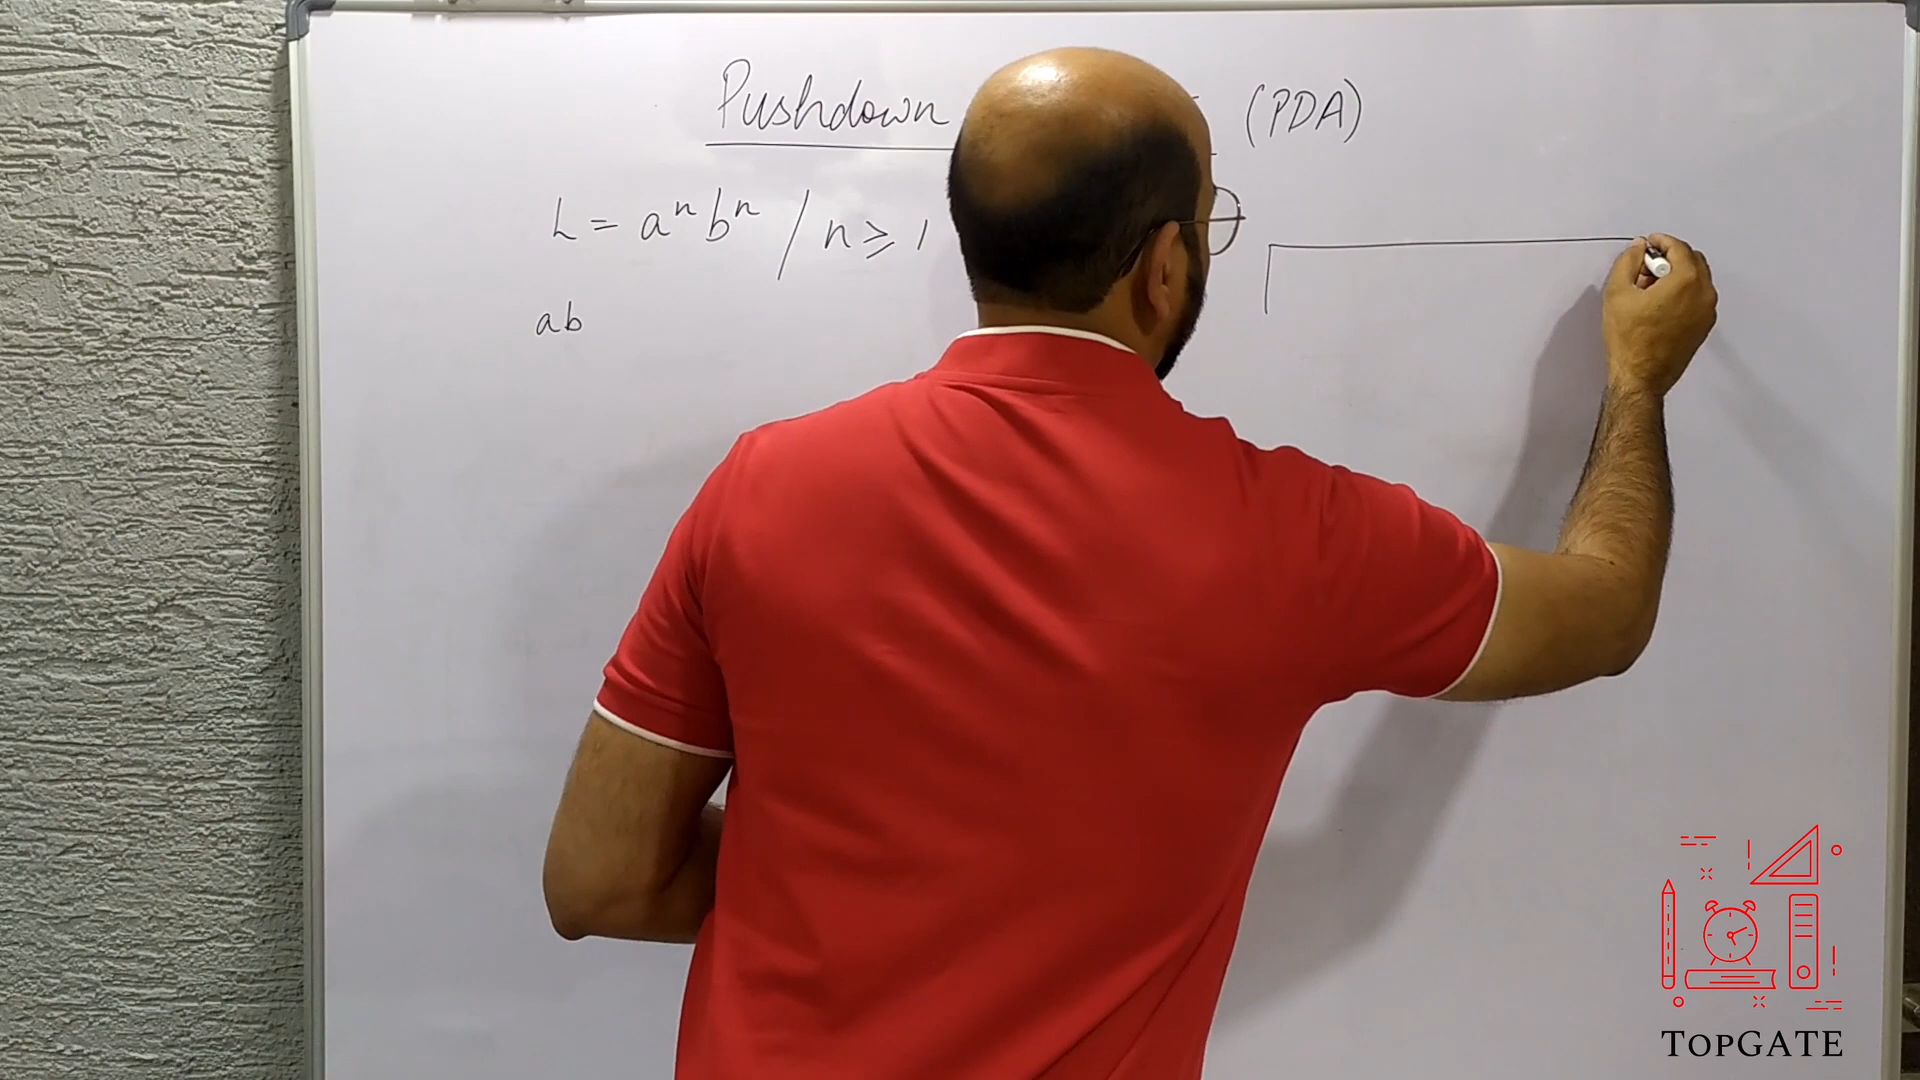 Pushdown (PDA)
L = aⁿbⁿ / n ≥ 1
ab
TOPGATE